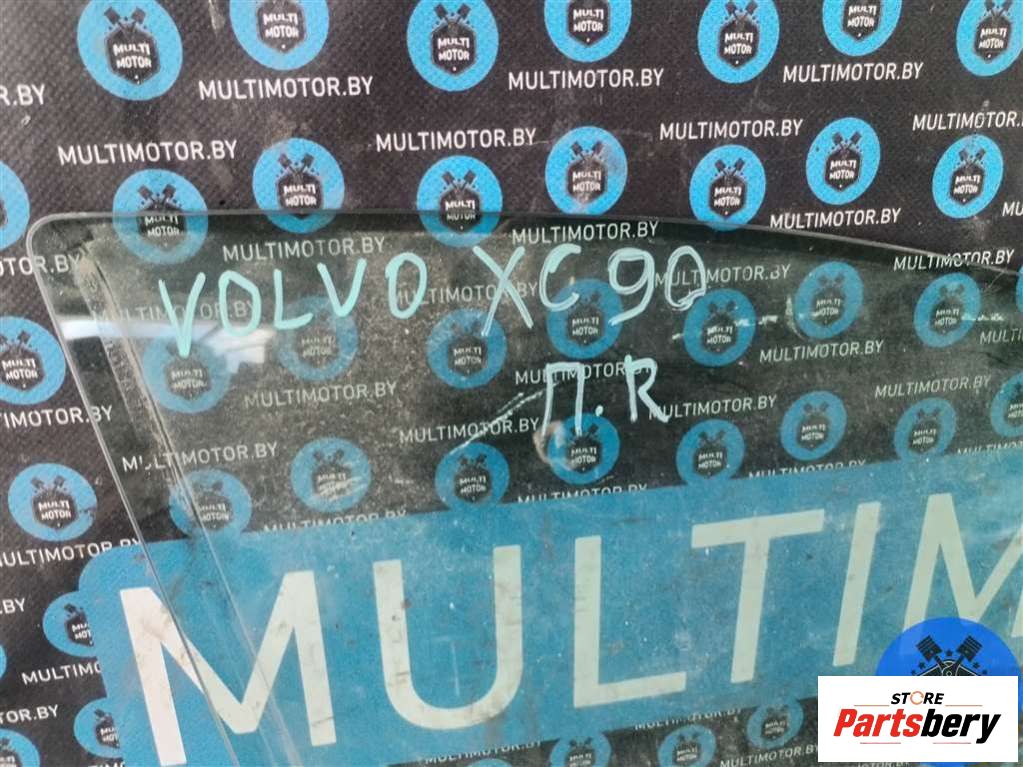 MULTI MOTOR
MULTIMOTOR.BY
VOLVO XC90
П.R
MULTIM
STORE
Partsbery